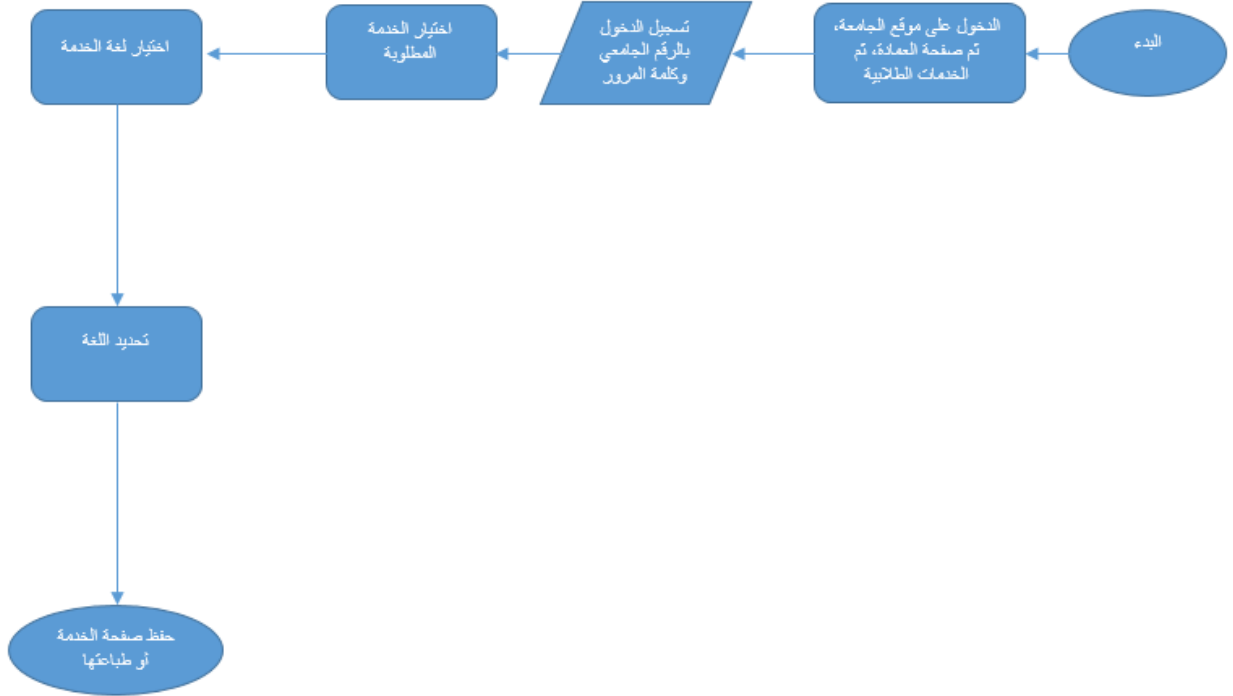 البدء
الدخول على موقع الجامعة،
ثم صفحة العمادة، ثم
الخدمات الطلابية
تسجيل الدخول
بالرقم الجامعي
وكلمة المرور
اختيار الخدمة
المطلوبة
اختيار لغة الخدمة
تحديد اللغة
حفظ صفحة الخدمة
أو طباعتها